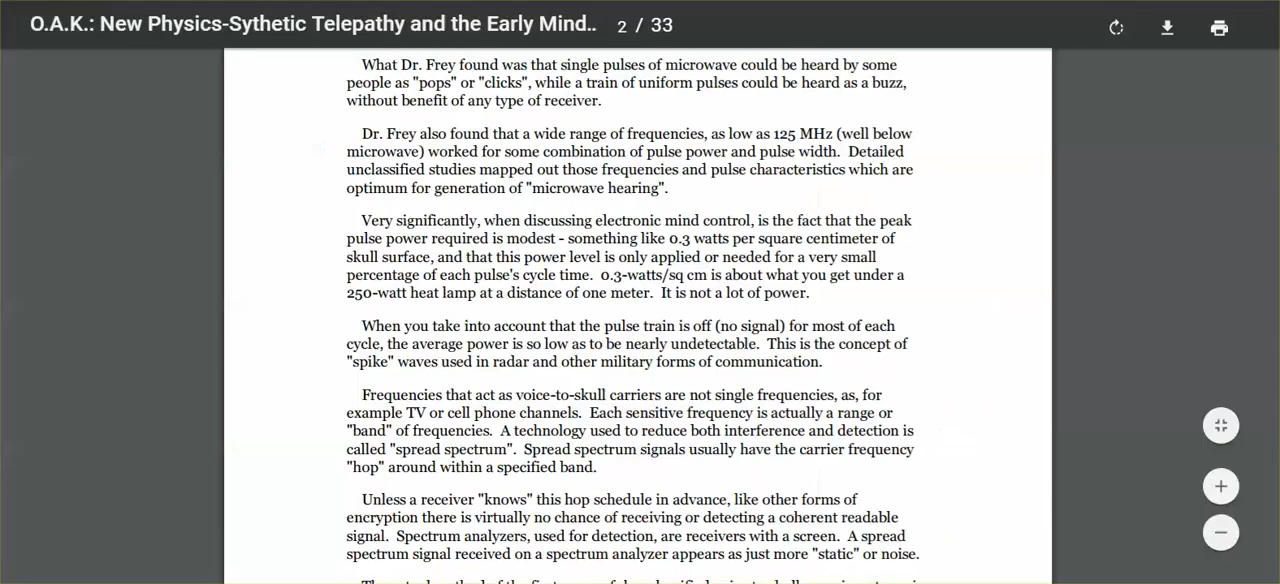 O.A.K.: New Physics-Sythetic Telepathy and the Early Mind.. 2 / 33
What Dr. Frey found was that single pulses of microwave could be heard by some
people as "pops" or "clicks", while a train of uniform pulses could be heard as a buzz,
without benefit of any type of receiver.
Dr. Frey also found that a wide range of frequencies, as low as 125 MHz (well below
microwave) worked for some combination of pulse power and pulse width. Detailed
unclassified studies mapped out those frequencies and pulse characteristics which are
optimum for generation of "microwave hearing".
Very significantly, when discussing electronic mind control, is the fact that the peak
pulse power required is modest - something like 0.3 watts per square centimeter of
skull surface, and that this power level is only applied or needed for a very small
percentage of each pulse's cycle time. 0.3-watts/sq cm is about what you get under a
250-watt heat lamp at a distance of one meter. It is not a lot of power.
When you take into account that the pulse train is off (no signal) for most of each
cycle, the average power is so low as to be nearly undetectable. This is the concept of
"spike" waves used in radar and other military forms of communication.
Frequencies that act as voice-to-skull carriers are not single frequencies, as, for
example TV or cell phone channels. Each sensitive frequency is actually a range or
"band" of frequencies. A technology used to reduce both interference and detection is
called "spread spectrum". Spread spectrum signals usually have the carrier frequency
"hop" around within a specified band.
Unless a receiver "knows" this hop schedule in advance, like other forms of
encryption there is virtually no chance of receiving or detecting a coherent readable
signal. Spectrum analyzers, used for detection, are receivers with a screen. A spread
spectrum signal received on a spectrum analyzer appears as just more "static" or noise.